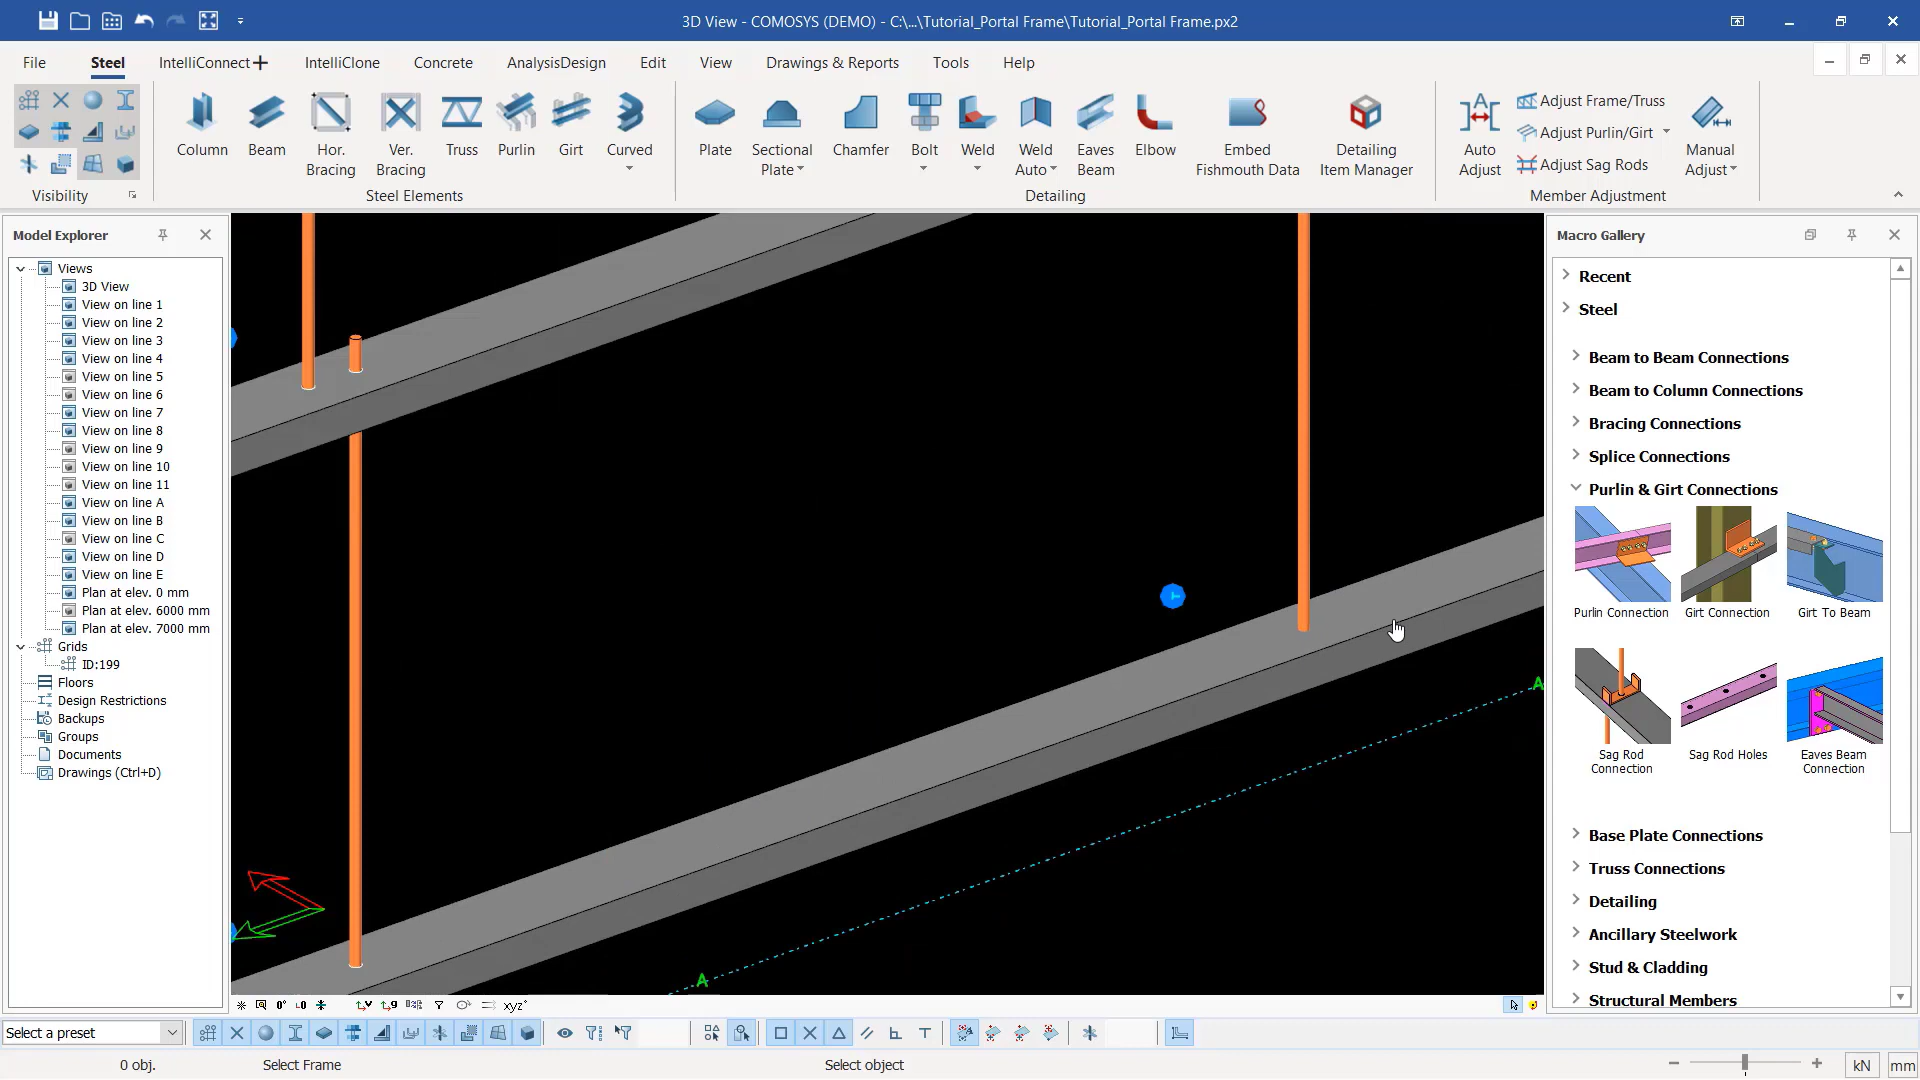 3D View - COMOSYS (DEMO) - C:\...\Tutorial_Portal Frame\Tutorial_Portal Frame.px2
File
Steel
IntelliConnect+
IntelliClone
Concrete
AnalysisDesign
Edit
View
Drawings & Reports
Tools
Help
Column
Beam
Hor.
Bracing
Ver.
Bracing
Truss
Purlin
Girt
Curved
Plate
Sectional
Plate
Chamfer
Bolt
Weld
Weld
Auto
Eaves
Beam
Elbow
Embed
Fishmouth Data
Detailing
Item Manager
Auto
Adjust
Adjust Frame/Truss
Adjust Purlin/Girt
Adjust Sag Rods
Manual
Adjust
Visibility
Steel Elements
Detailing
Member Adjustment
Model Explorer
Views
3D View
View on line 1
View on line 2
View on line 3
View on line 4
View on line 5
View on line 6
View on line 7
View on line 8
View on line 9
View on line 10
View on line 11
View on line A
View on line B
View on line C
View on line D
View on line E
Plan at elev. 0 mm
Plan at elev. 6000 mm
Plan at elev. 7000 mm
Grids
ID:199
Floors
Design Restrictions
Backups
Groups
Documents
Drawings (Ctrl+D)
A
A
Macro Gallery
Recent
Steel
Beam to Beam Connections
Beam to Column Connections
Bracing Connections
Splice Connections
Purlin & Girt Connections
Purlin Connection
Girt Connection
Girt To Beam
Sag Rod
Connection
Sag Rod Holes
Eaves Beam
Connection
Base Plate Connections
Truss Connections
Detailing
Ancillary Steelwork
Stud & Cladding
Structural Members
xyz
Select a preset
0 obj.
Select Frame
Select object
kN
mm